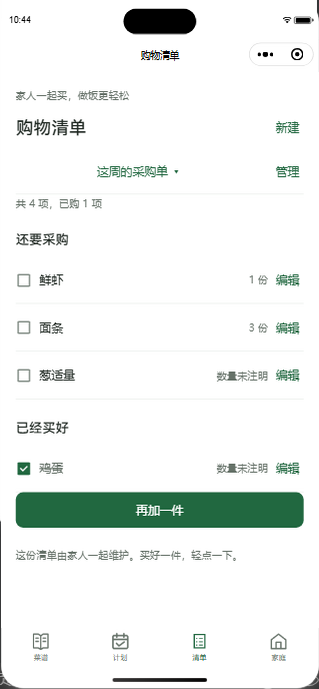 10:44
购物清单
家人一起买，做饭更轻松
购物清单 新建
这周的采购单 管理
共 4 项，已购 1 项
还要采购
鲜虾 1 份 编辑
面条 3 份 编辑
葱适量 数量未注明 编辑
已经买好
鸡蛋 数量未注明 编辑
再加一件
这份清单由家人一起维护。买好一件，轻点一下。
菜谱 计划 清单 家庭